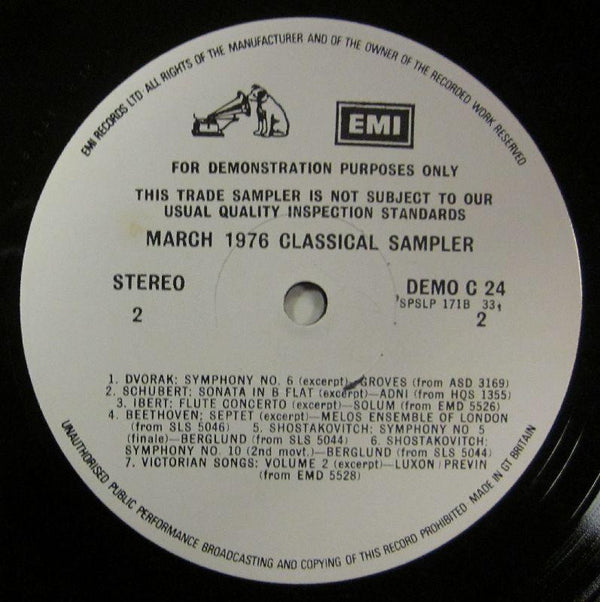 EMI RECORDS LTD ALL RIGHTS OF THE MANUFACTURER AND OF THE OWNER OF THE RECORDED WORK RESERVED
EMI
FOR DEMONSTRATION PURPOSES ONLY
THIS TRADE SAMPLER IS NOT SUBJECT TO OUR
USUAL QUALITY INSPECTION STANDARDS
MARCH 1976 CLASSICAL SAMPLER
STEREO
2
DEMO C 24
SPSLP 171B 33
2
1. DVORAK: SYMPHONY NO. 6 (excerpt)—GROVES (from ASD 3169)
2. SCHUBERT: SONATA IN B FLAT (excerpt)—ADNI (from HQS 1355)
3. IBERT: FLUTE CONCERTO (excerpt)—SOLUM (from EMD 5526)
4. BEETHOVEN; SEPTET (excerpt)—MELOS ENSEMBLE OF LONDON
(from SLS 5046) 5. SHOSTAKOVITCH: SYMPHONY NO 5
(finale)—BERGLUND (from SLS 5044) 6. SHOSTAKOVITCH:
SYMPHONY NO. 10 (2nd movt.)—BERGLUND (from SLS 5044)
7. VICTORIAN SONGS: VOLUME 2 (excerpt)—LUXON/PREVIN
(from EMD 5528)
UNAUTHORISED PUBLIC PERFORMANCE BROADCASTING AND COPYING OF THIS RECORD PROHIBITED MADE IN GT BRITAIN